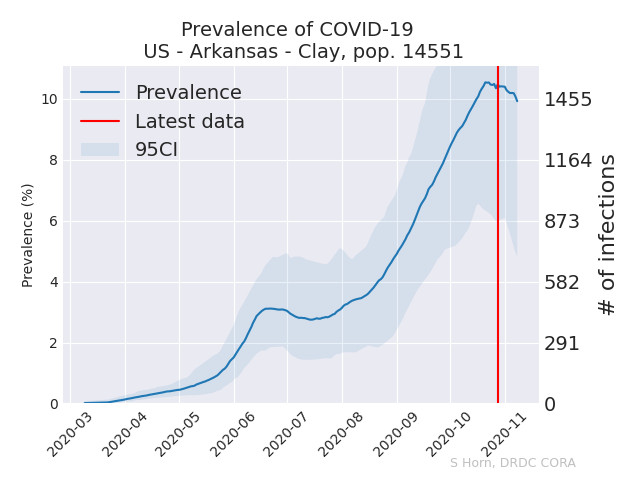 Prevalence of COVID-19
US - Arkansas - Clay, pop. 14551
Prevalence
Latest data
95CI
Prevalence (%)
10
8
6
4
2
0
1455
1164
873
582
291
0
# of infections
2020-03
2020-04
2020-05
2020-06
2020-07
2020-08
2020-09
2020-10
2020-11
S Horn, DRDC CORA